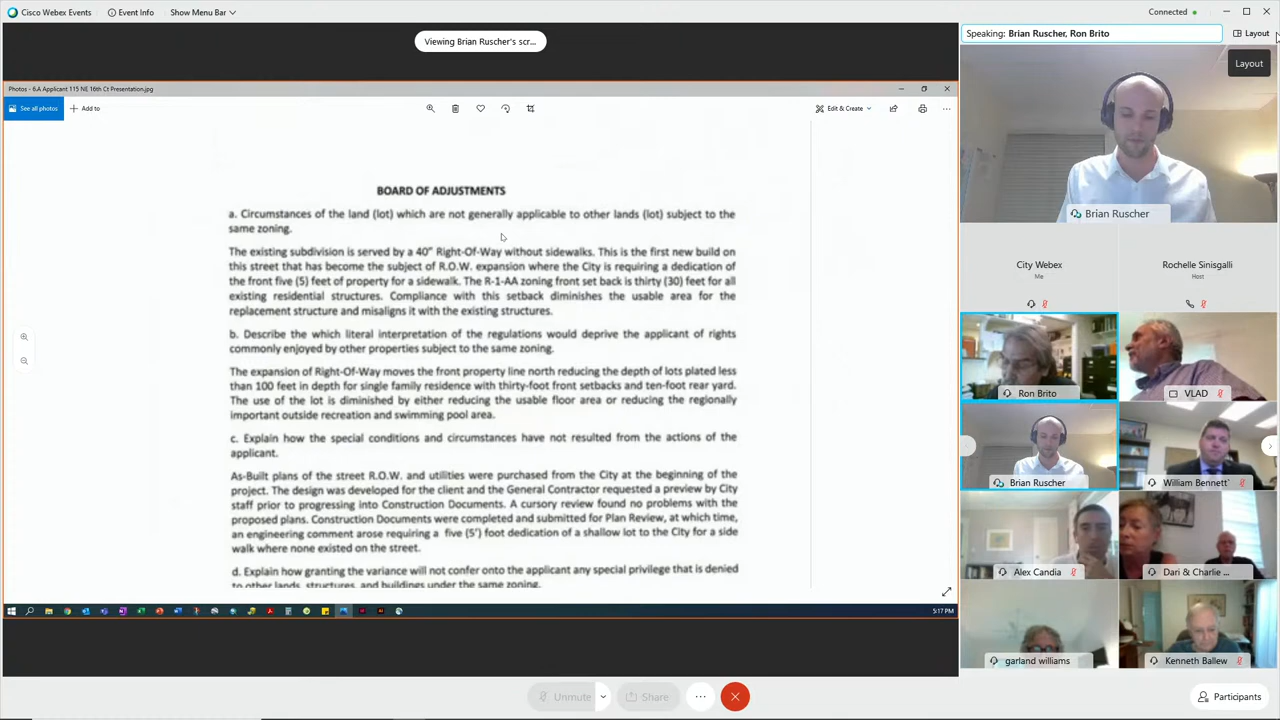 Cisco Webex Events
Event Info
Show Menu Bar
Connected
Viewing Brian Ruscher's scr...
Speaking: Brian Ruscher, Ron Brito
Layout
Layout
Photos - 6.A Applicant 115 NE 16th Ct Presentation.jpg
See all photos
Add to
Edit & Create
BOARD OF ADJUSTMENTS
a. Circumstances of the land (lot) which are not generally applicable to other lands (lot) subject to the
same zoning.
The existing subdivision is served by a 40" Right-Of-Way without sidewalks. This is the first new build on
this street that has become the subject of R.O.W. expansion where the City is requiring a dedication of
the front five (5) feet of property for a sidewalk. The R-1-AA zoning front set back is thirty (30) feet for all
existing residential structures. Compliance with this setback diminishes the usable area for the
replacement structure and misaligns it with the existing structures.
b. Describe the which literal interpretation of the regulations would deprive the applicant of rights
commonly enjoyed by other properties subject to the same zoning.
The expansion of Right-Of-Way moves the front property line north reducing the depth of lots plated less
than 100 feet in depth for single family residence with thirty-foot front setbacks and ten-foot rear yard.
The use of the lot is diminished by either reducing the usable floor area or reducing the regionally
important outside recreation and swimming pool area.
c. Explain how the special conditions and circumstances have not resulted from the actions of the
applicant.
As-Built plans of the street R.O.W. and utilities were purchased from the City at the beginning of the
project. The design was developed for the client and the General Contractor requested a preview by City
staff prior to progressing into Construction Documents. A cursory review found no problems with the
proposed plans. Construction Documents were completed and submitted for Plan Review, at which time,
an engineering comment arose requiring a five (5') foot dedication of a shallow lot to the City for a side
walk where none existed on the street.
d. Explain how granting the variance will not confer onto the applicant any special privilege that is denied
to other lands, structures, and buildings under the same zoning.
5:17 PM
Brian Ruscher
City Webex
Me
Rochelle Sinisgalli
Host
Ron Brito
VLAD
Brian Ruscher
William Bennett`
Alex Candia
Dari & Charlie ...
garland williams
Kenneth Ballew
Unmute
Share
Participants